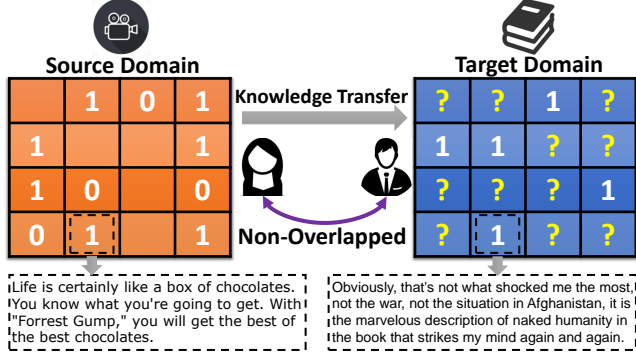 Source Domain
Target Domain
Knowledge Transfer
1 0 1
1 1
1 0 0
0 1 1
? ? 1 ?
1 1 ? ?
? ? ? 1
? 1 ? ?
Non-Overlapped
Life is certainly like a box of chocolates.
You know what you're going to get. With
"Forrest Gump," you will get the best of
the best chocolates.
Obviously, that's not what shocked me the most,
not the war, not the situation in Afghanistan, it is
the marvelous description of naked humanity in
the book that strikes my mind again and again.